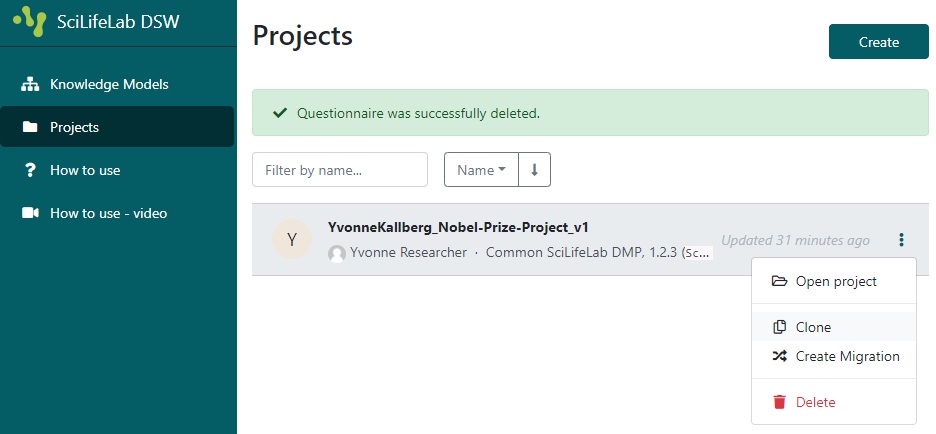 SciLifeLab DSW
Knowledge Models
Projects
How to use
How to use - video
Projects
Create
Questionnaire was successfully deleted.
Filter by name...
Name
Y
YvonneKallberg_Nobel-Prize-Project_v1
Yvonne Researcher · Common SciLifeLab DMP, 1.2.3 (Sc...
Updated 31 minutes ago
Open project
Clone
Create Migration
Delete